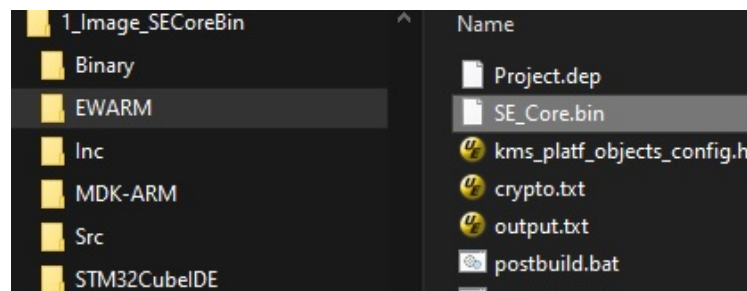 1_Image_SECoreBin
Binary
EWARM
Inc
MDK-ARM
Src
STM32CubeIDE
Name
Project.dep
SE_Core.bin
kms_platf_objects_config.h
crypto.txt
output.txt
postbuild.bat